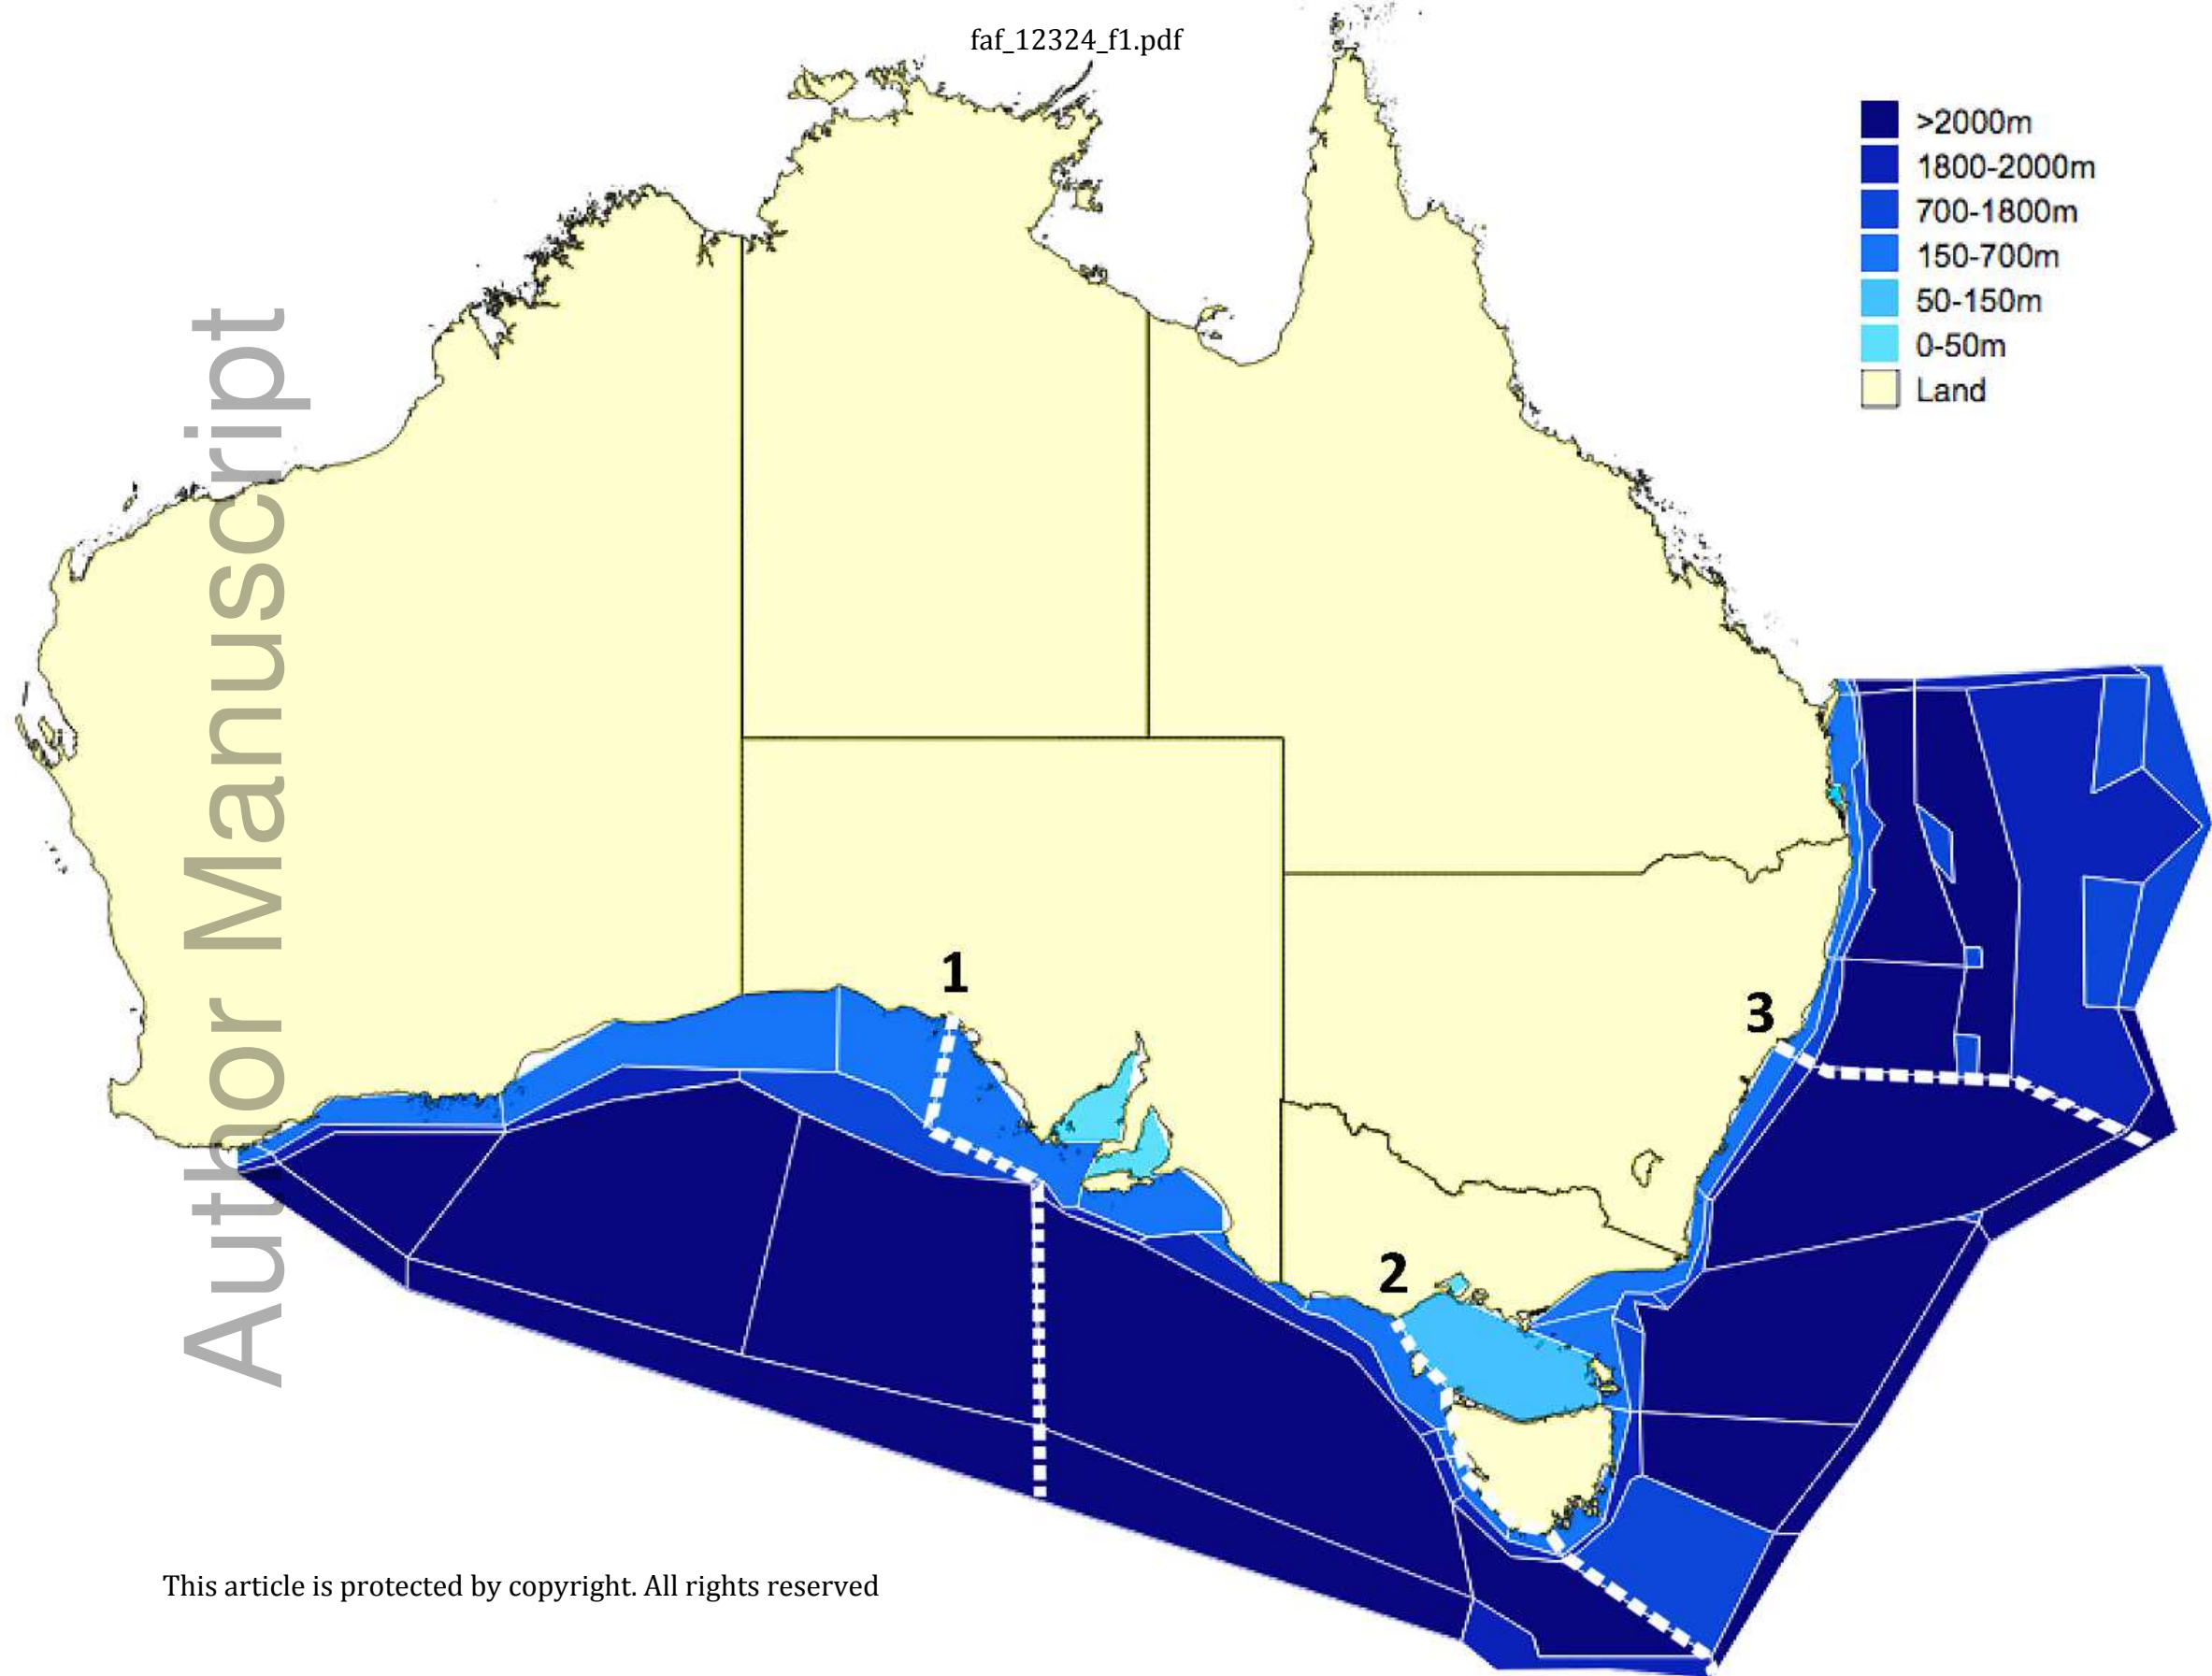 faf_12324_f1.pdf
>2000m
1800-2000m
700-1800m
150-700m
50-150m
0-50m
Land
Author Manuscript
1
3
2
This article is protected by copyright. All rights reserved